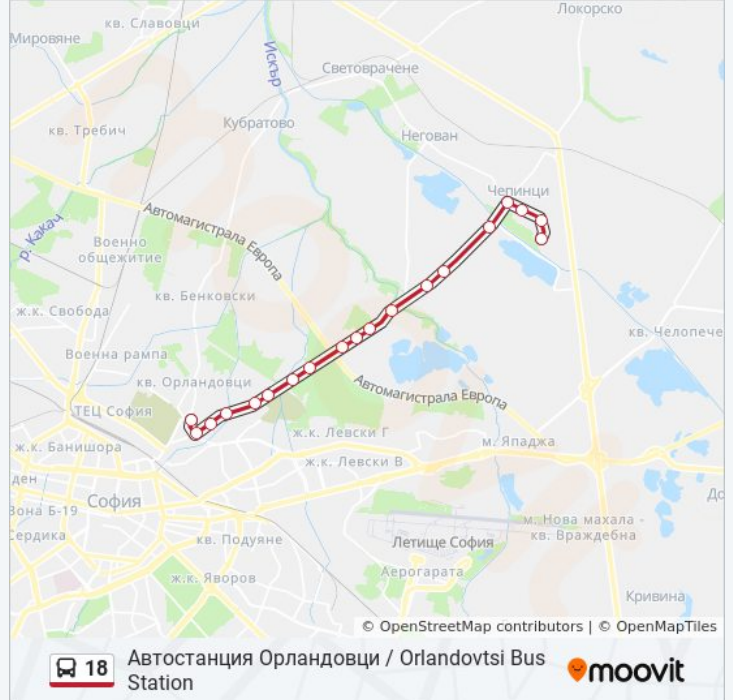 Локорско
кв. Славовци
Мировяне
Искър
Световрачене
кв. Требич
Кубратово
Негован
Чепинци
Автомагистрала Европа
р. Какач
Военно
общежитие
кв. Бенковски
ж.к. Свобода
кв. Челопече
Военна рампа
кв. Орландовци
Автомагистрала Европа
ТЕЦ София
ж.к. Левски Г
м. Япаджа
ж.к. Банишора
ж.к. Левски В
ден
София
До
Зона Б-19
м. Нова махала -
кв. Враждебна
Сердика
кв. Подуяне
Летище София
ж.к. Яворов
Аерогарата
Кривина
© OpenStreetMap contributors | © OpenMapTiles
18
Автостанция Орландовци / Orlandovtsi Bus
Station
moovit